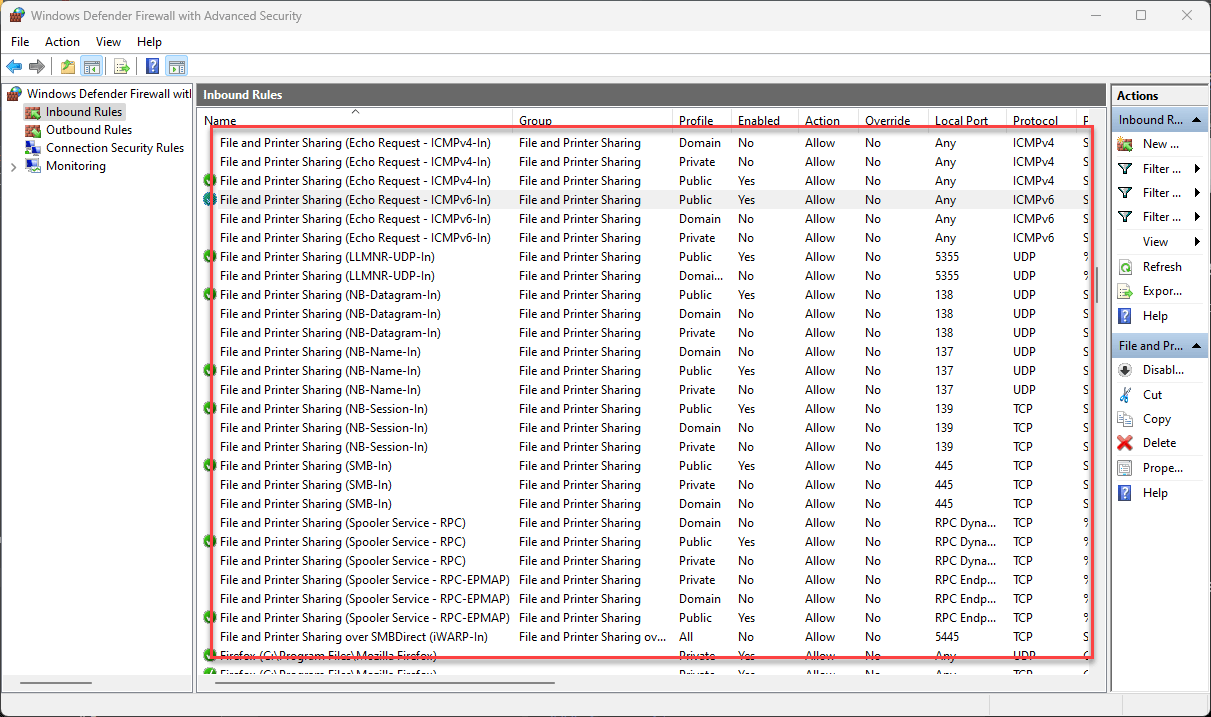 Windows Defender Firewall with Advanced Security
File Action View Help
Windows Defender Firewall witl
Inbound Rules
Outbound Rules
Connection Security Rules
Monitoring
Inbound Rules
Name Group Profile Enabled Action Override Local Port Protocol
File and Printer Sharing (Echo Request - ICMPv4-In) File and Printer Sharing Domain No Allow No Any ICMPv4
File and Printer Sharing (Echo Request - ICMPv4-In) File and Printer Sharing Private No Allow No Any ICMPv4
File and Printer Sharing (Echo Request - ICMPv4-In) File and Printer Sharing Public Yes Allow No Any ICMPv4
File and Printer Sharing (Echo Request - ICMPv6-In) File and Printer Sharing Public Yes Allow No Any ICMPv6
File and Printer Sharing (Echo Request - ICMPv6-In) File and Printer Sharing Domain No Allow No Any ICMPv6
File and Printer Sharing (Echo Request - ICMPv6-In) File and Printer Sharing Private No Allow No Any ICMPv6
File and Printer Sharing (LLMNR-UDP-In) File and Printer Sharing Public Yes Allow No 5355 UDP
File and Printer Sharing (LLMNR-UDP-In) File and Printer Sharing Domai... No Allow No 5355 UDP
File and Printer Sharing (NB-Datagram-In) File and Printer Sharing Public Yes Allow No 138 UDP
File and Printer Sharing (NB-Datagram-In) File and Printer Sharing Domain No Allow No 138 UDP
File and Printer Sharing (NB-Datagram-In) File and Printer Sharing Private No Allow No 138 UDP
File and Printer Sharing (NB-Name-In) File and Printer Sharing Domain No Allow No 137 UDP
File and Printer Sharing (NB-Name-In) File and Printer Sharing Public Yes Allow No 137 UDP
File and Printer Sharing (NB-Name-In) File and Printer Sharing Private No Allow No 137 UDP
File and Printer Sharing (NB-Session-In) File and Printer Sharing Public Yes Allow No 139 TCP
File and Printer Sharing (NB-Session-In) File and Printer Sharing Domain No Allow No 139 TCP
File and Printer Sharing (NB-Session-In) File and Printer Sharing Private No Allow No 139 TCP
File and Printer Sharing (SMB-In) File and Printer Sharing Public Yes Allow No 445 TCP
File and Printer Sharing (SMB-In) File and Printer Sharing Private No Allow No 445 TCP
File and Printer Sharing (SMB-In) File and Printer Sharing Domain No Allow No 445 TCP
File and Printer Sharing (Spooler Service - RPC) File and Printer Sharing Domain No Allow No RPC Dyna... TCP
File and Printer Sharing (Spooler Service - RPC) File and Printer Sharing Public Yes Allow No RPC Dyna... TCP
File and Printer Sharing (Spooler Service - RPC) File and Printer Sharing Private No Allow No RPC Dyna... TCP
File and Printer Sharing (Spooler Service - RPC-EPMAP) File and Printer Sharing Private No Allow No RPC Endp... TCP
File and Printer Sharing (Spooler Service - RPC-EPMAP) File and Printer Sharing Domain No Allow No RPC Endp... TCP
File and Printer Sharing (Spooler Service - RPC-EPMAP) File and Printer Sharing Public Yes Allow No RPC Endp... TCP
File and Printer Sharing over SMBDirect (iWARP-In) File and Printer Sharing ov... All No Allow No 5445 TCP
Firefox (C:\Program Files\Mozilla Firefox) Private Yes Allow No Any UDP
Firefox (C:\Program Files\Mozilla Firefox) Private Yes Allow No Any TCP
Actions
Inbound R...
New ...
Filter ...
Filter ...
Filter ...
View
Refresh
Expor...
Help
File and Pr...
Disabl...
Cut
Copy
Delete
Prope...
Help